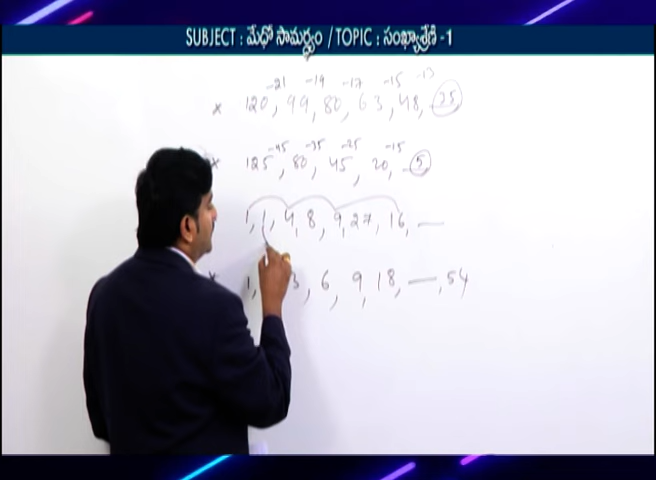 SUBJECT : మేధో సామర్థ్యం / TOPIC : సంఖ్యాశ్రేణి -1
-21 -19 -17 -15 -13
* 120, 99, 80, 63, 48, 35
-45 -35 -25 -15
* 125, 80, 45, 20, 5
1, 1, 4, 8, 9, 27, 16, —
* 1, 3, 6, 9, 18, —, 54